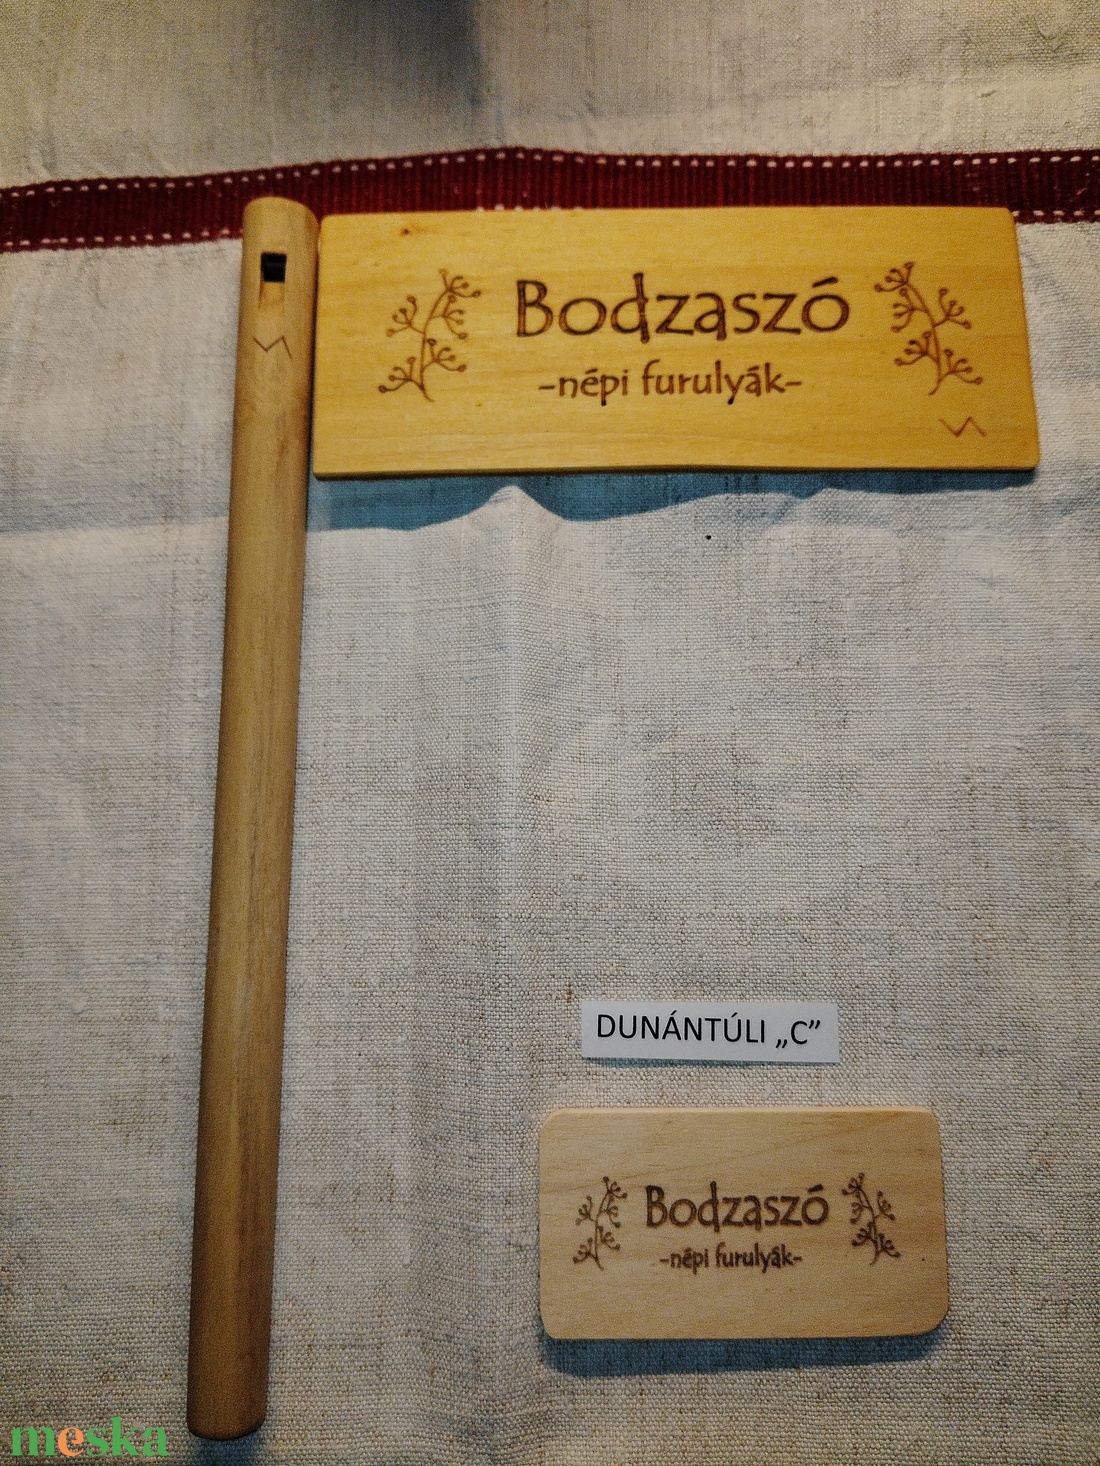 Bodzaszó
-népi furulyák-
DUNÁNTÚLI „C”
Bodzaszó
-népi furulyák-
meska